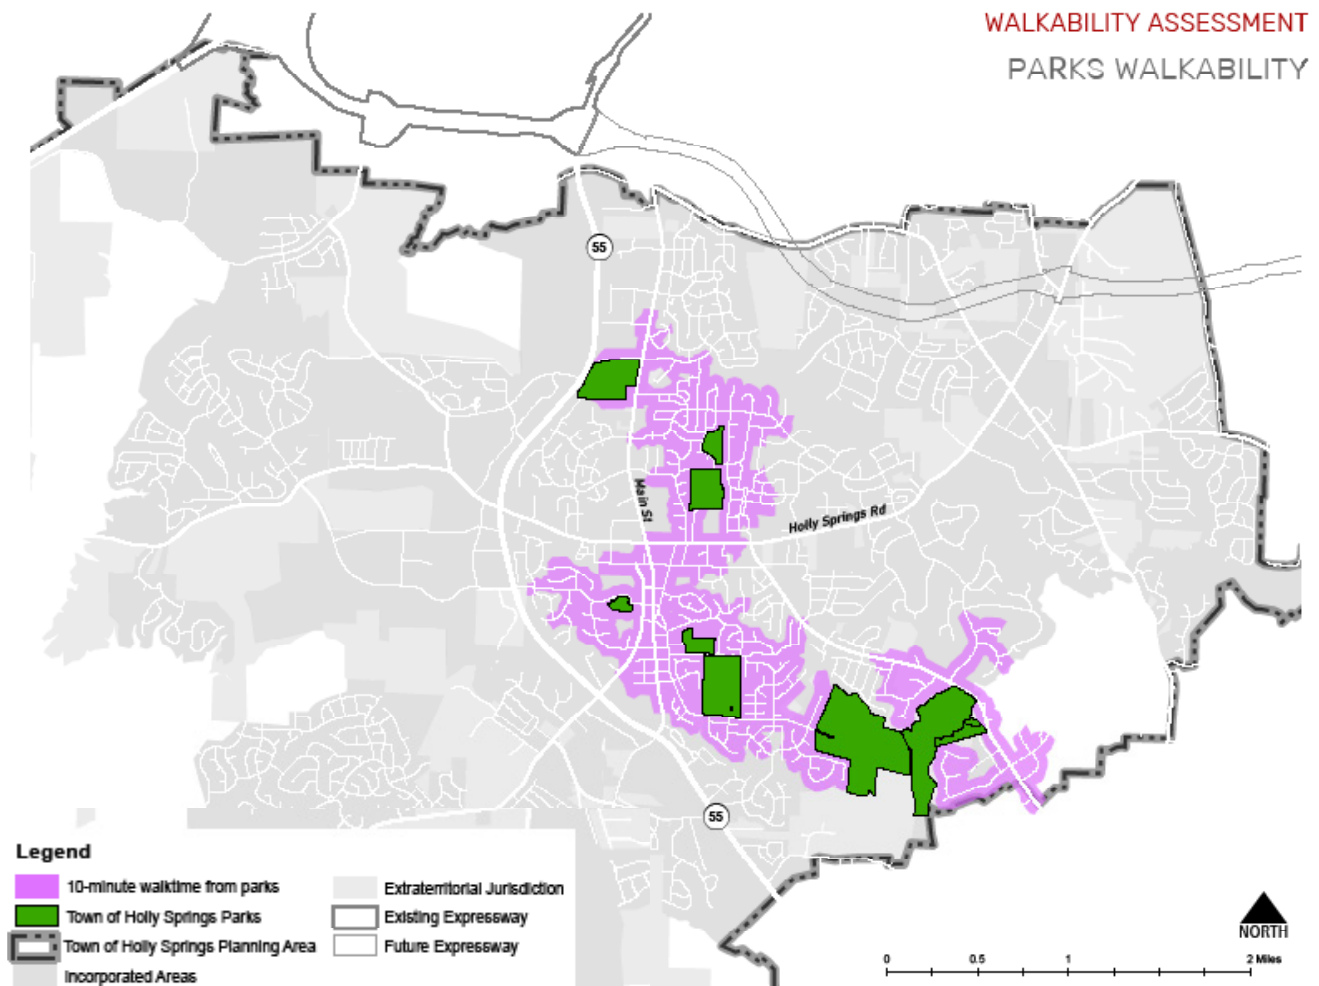 WALKABILITY ASSESSMENT
PARKS WALKABILITY
55
Main St
Holly Springs Rd
55
Legend
10-minute walktime from parks
Town of Holly Springs Parks
Town of Holly Springs Planning Area
Incorporated Areas
Extraterritorial Jurisdiction
Existing Expressway
Future Expressway
NORTH
0 0.5 1 2 Miles